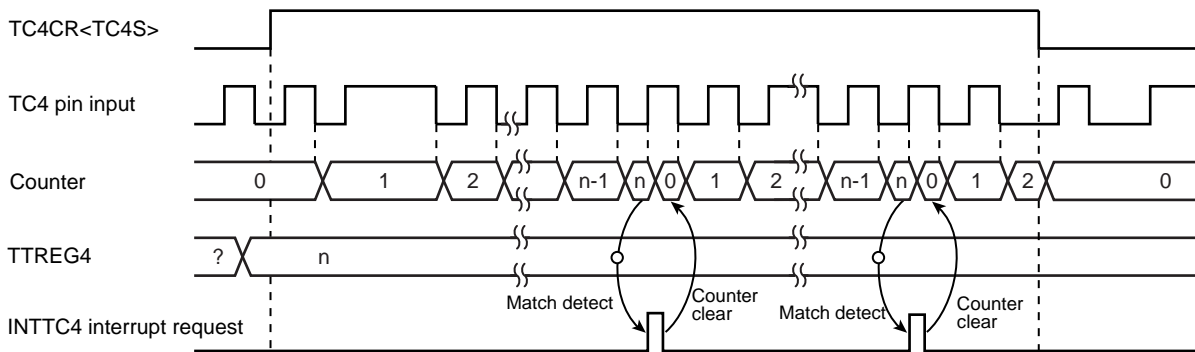 TC4CR<TC4S>
TC4 pin input
Counter
0 1 2 n-1 n 0 1 2 n-1 n 0 1 2 0
TTREG4
? n
Match detect Counter clear Match detect Counter clear
INTTC4 interrupt request